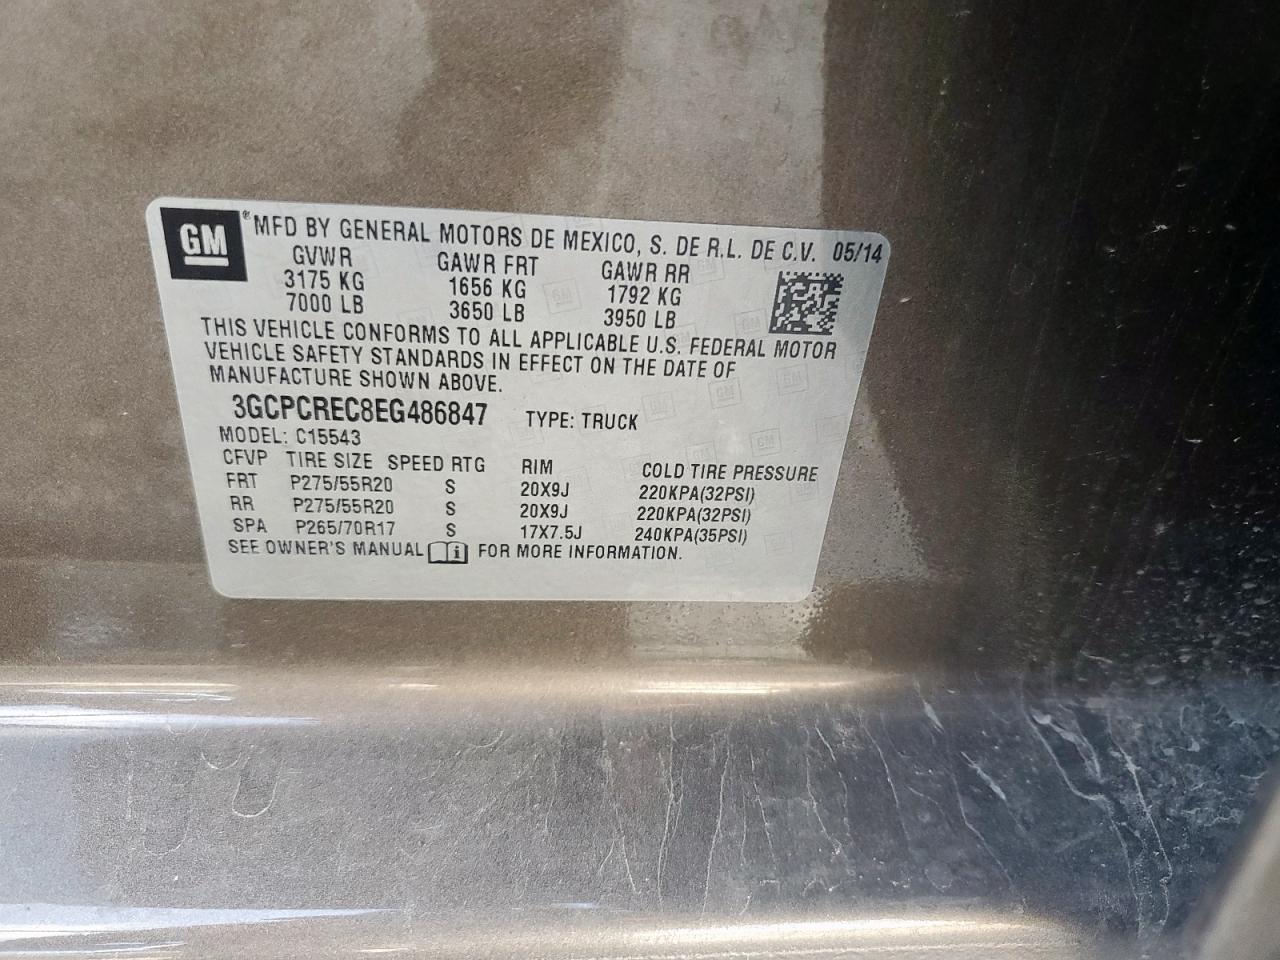 GM ® MFD BY GENERAL MOTORS DE MEXICO, S. DE R.L. DE C.V. 05/14
GVWR GAWR FRT GAWR RR
3175 KG 1656 KG 1792 KG
7000 LB 3650 LB 3950 LB
THIS VEHICLE CONFORMS TO ALL APPLICABLE U.S. FEDERAL MOTOR
VEHICLE SAFETY STANDARDS IN EFFECT ON THE DATE OF
MANUFACTURE SHOWN ABOVE.
3GCPCREC8EG486847 TYPE: TRUCK
MODEL: C15543
CFVP TIRE SIZE SPEED RTG RIM COLD TIRE PRESSURE
FRT P275/55R20 S 20X9J 220KPA(32PSI)
RR P275/55R20 S 20X9J 220KPA(32PSI)
SPA P265/70R17 S 17X7.5J 240KPA(35PSI)
SEE OWNER'S MANUAL i FOR MORE INFORMATION.